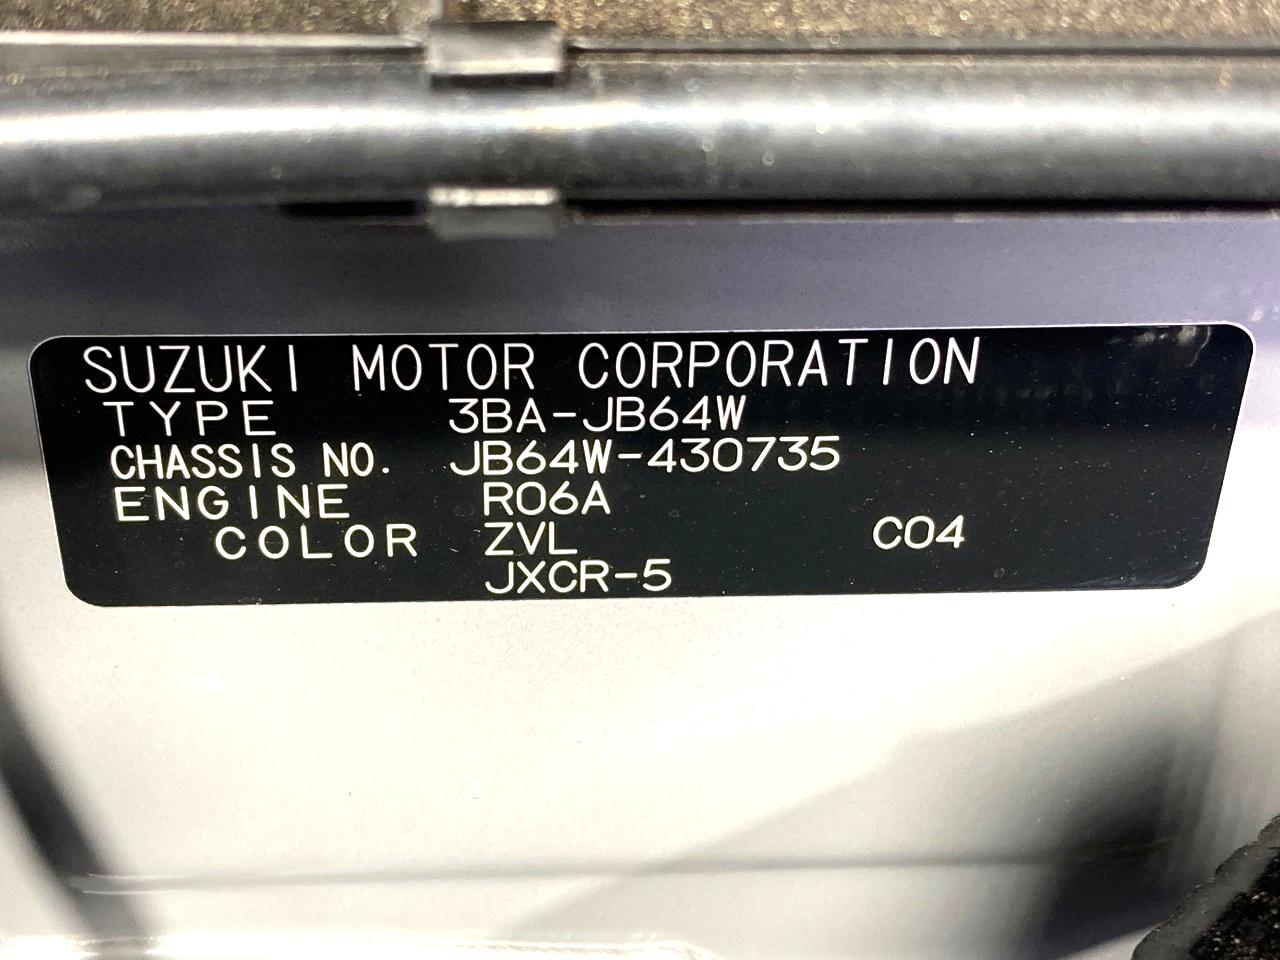 SUZUKI MOTOR CORPORATION
TYPE 3BA-JB64W
CHASSIS NO. JB64W-430735
ENGINE R06A
COLOR ZVL C04
JXCR-5